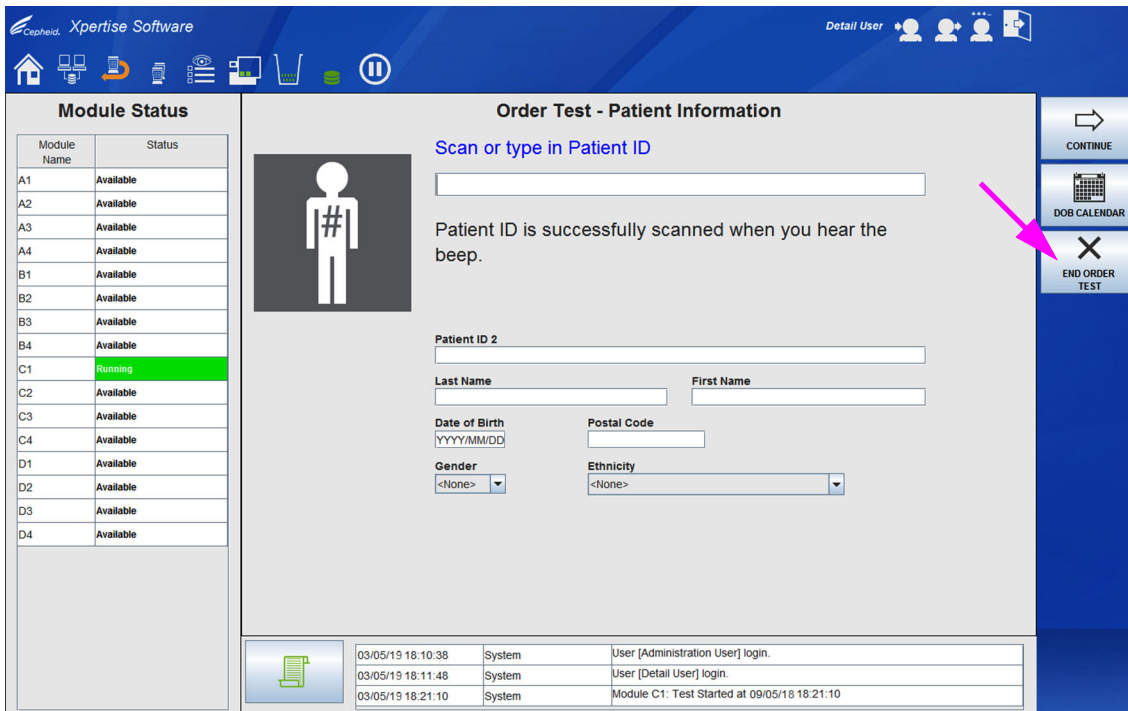 Cepheid. Xpertise Software
Detail User
Module Status
Module Name Status
A1 Available
A2 Available
A3 Available
A4 Available
B1 Available
B2 Available
B3 Available
B4 Available
C1 Running
C2 Available
C3 Available
C4 Available
D1 Available
D2 Available
D3 Available
D4 Available
Order Test - Patient Information
Scan or type in Patient ID
#
Patient ID is successfully scanned when you hear the
beep.
Patient ID 2
Last Name First Name
Date of Birth Postal Code
YYYY/MM/DD
Gender Ethnicity
<None> <None>
03/05/19 18:10:38 System User [Administration User] login.
03/05/19 18:11:48 System User [Detail User] login.
03/05/19 18:21:10 System Module C1: Test Started at 09/05/18 18:21:10
CONTINUE
DOB CALENDAR
END ORDER
TEST